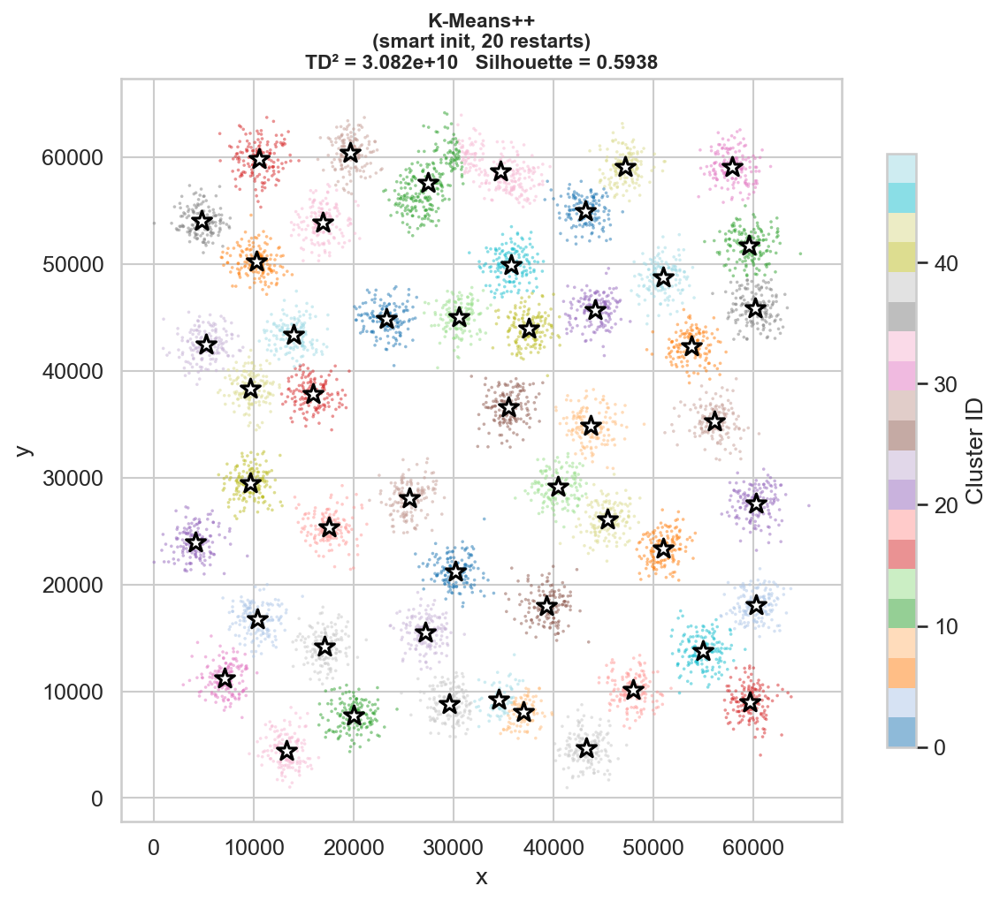 K-Means++
(smart init, 20 restarts)
TD² = 3.082e+10   Silhouette = 0.5938
60000
50000
40000
30000
20000
10000
0
y
0 10000 20000 30000 40000 50000 60000
x
40
30
20
10
0
Cluster ID